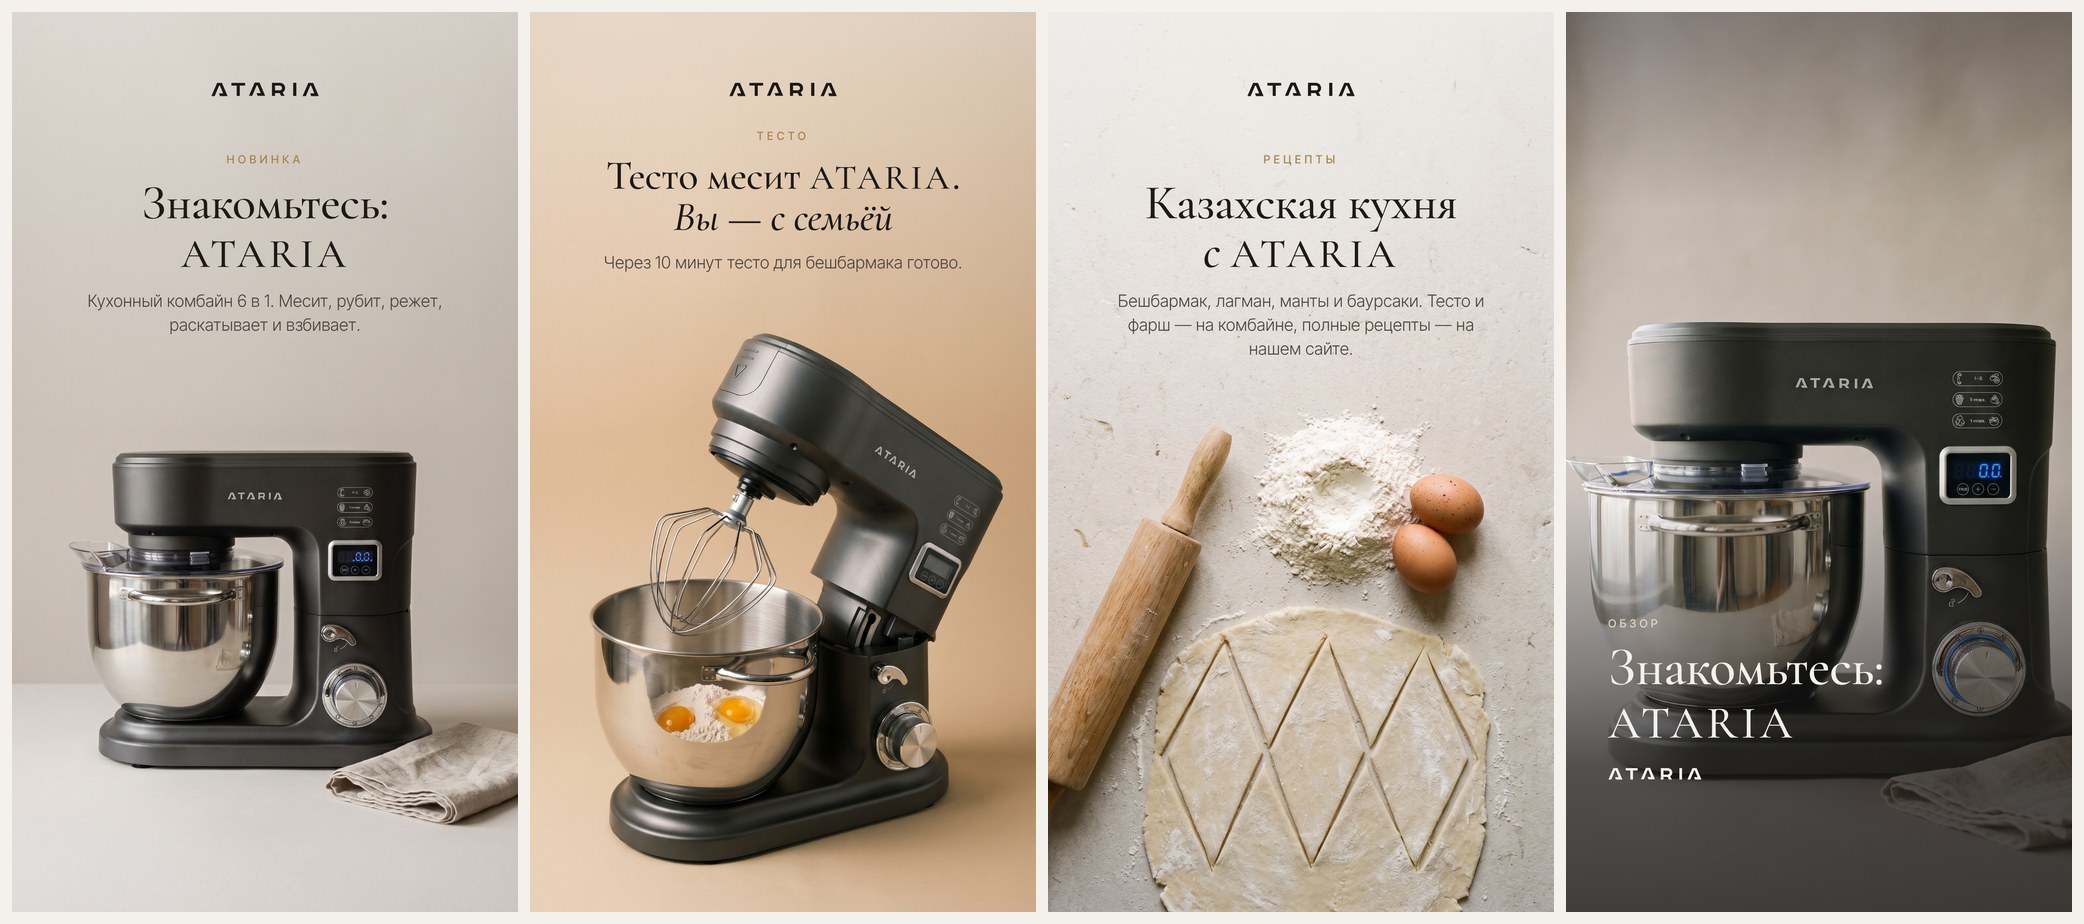 ATARIA
НОВИНКА
Знакомьтесь:
ATARIA
Кухонный комбайн 6 в 1. Месит, рубит, режет,
раскатывает и взбивает.
ATARIA
0.0.
ATARIA
ТЕСТО
Тесто месит ATARIA.
Вы — с семьёй
Через 10 минут тесто для бешбармака готово.
ATARIA
ATARIA
РЕЦЕПТЫ
Казахская кухня
с ATARIA
Бешбармак, лагман, манты и баурсаки. Тесто и
фарш — на комбайне, полные рецепты — на
нашем сайте.
ATARIA
0.0.
ОБЗОР
Знакомьтесь:
ATARIA
ATARIA